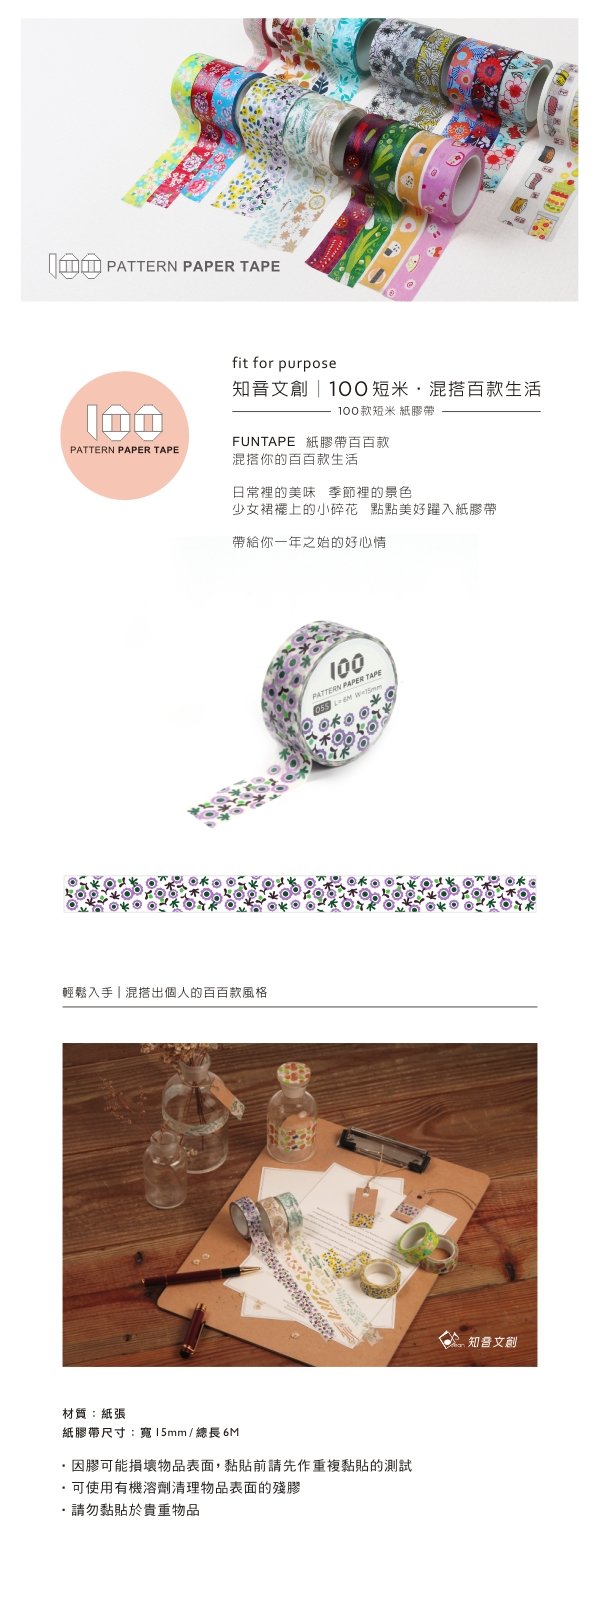 100 PATTERN PAPER TAPE
fit for purpose
知音文創｜100短米・混搭百款生活
100款短米 紙膠帶
100
PATTERN PAPER TAPE
FUNTAPE 紙膠帶百百款
混搭你的百百款生活
日常裡的美味 季節裡的景色
少女裙襬上的小碎花 點點美好躍入紙膠帶
帶給你一年之始的好心情
100
PATTERN PAPER TAPE
055 L=6M W=15mm
輕鬆入手｜混搭出個人的百百款風格
知音文創
材質：紙張
紙膠帶尺寸：寬 15mm / 總長 6M
・因膠可能損壞物品表面，黏貼前請先作重複黏貼的測試
・可使用有機溶劑清理物品表面的殘膠
・請勿黏貼於貴重物品